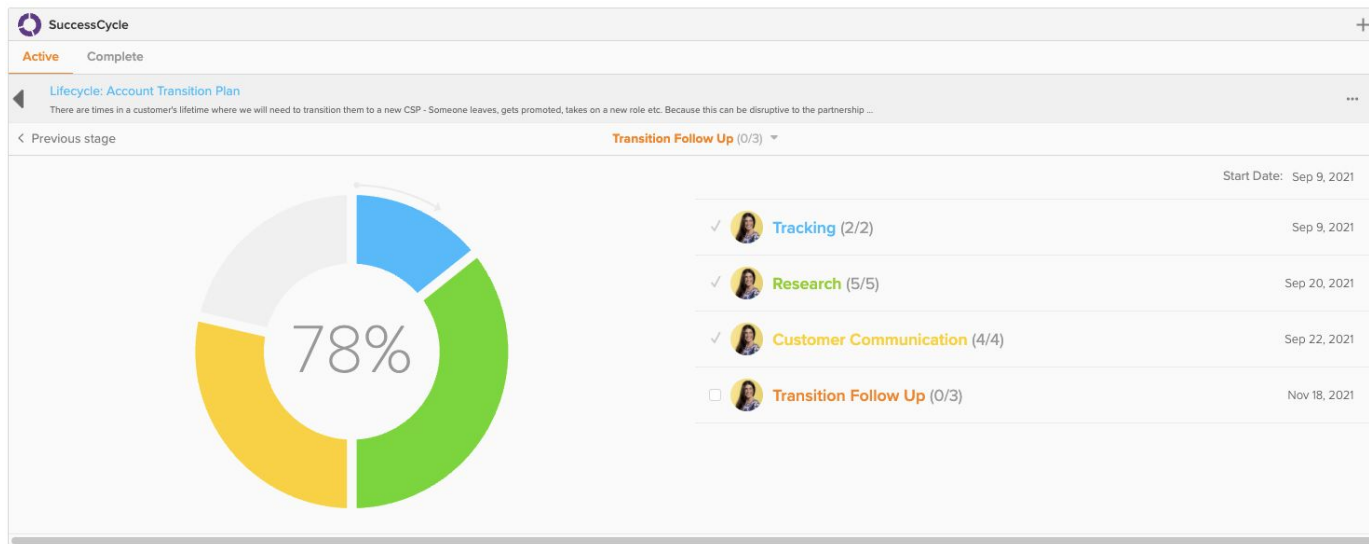 SuccessCycle
Active Complete
Lifecycle: Account Transition Plan
There are times in a customer's lifetime where we will need to transition them to a new CSP - Someone leaves, gets promoted, takes on a new role etc. Because this can be disruptive to the partnership ...
< Previous stage Transition Follow Up (0/3)
Start Date: Sep 9, 2021
Tracking (2/2) Sep 9, 2021
Research (5/5) Sep 20, 2021
Customer Communication (4/4) Sep 22, 2021
Transition Follow Up (0/3) Nov 18, 2021
78%